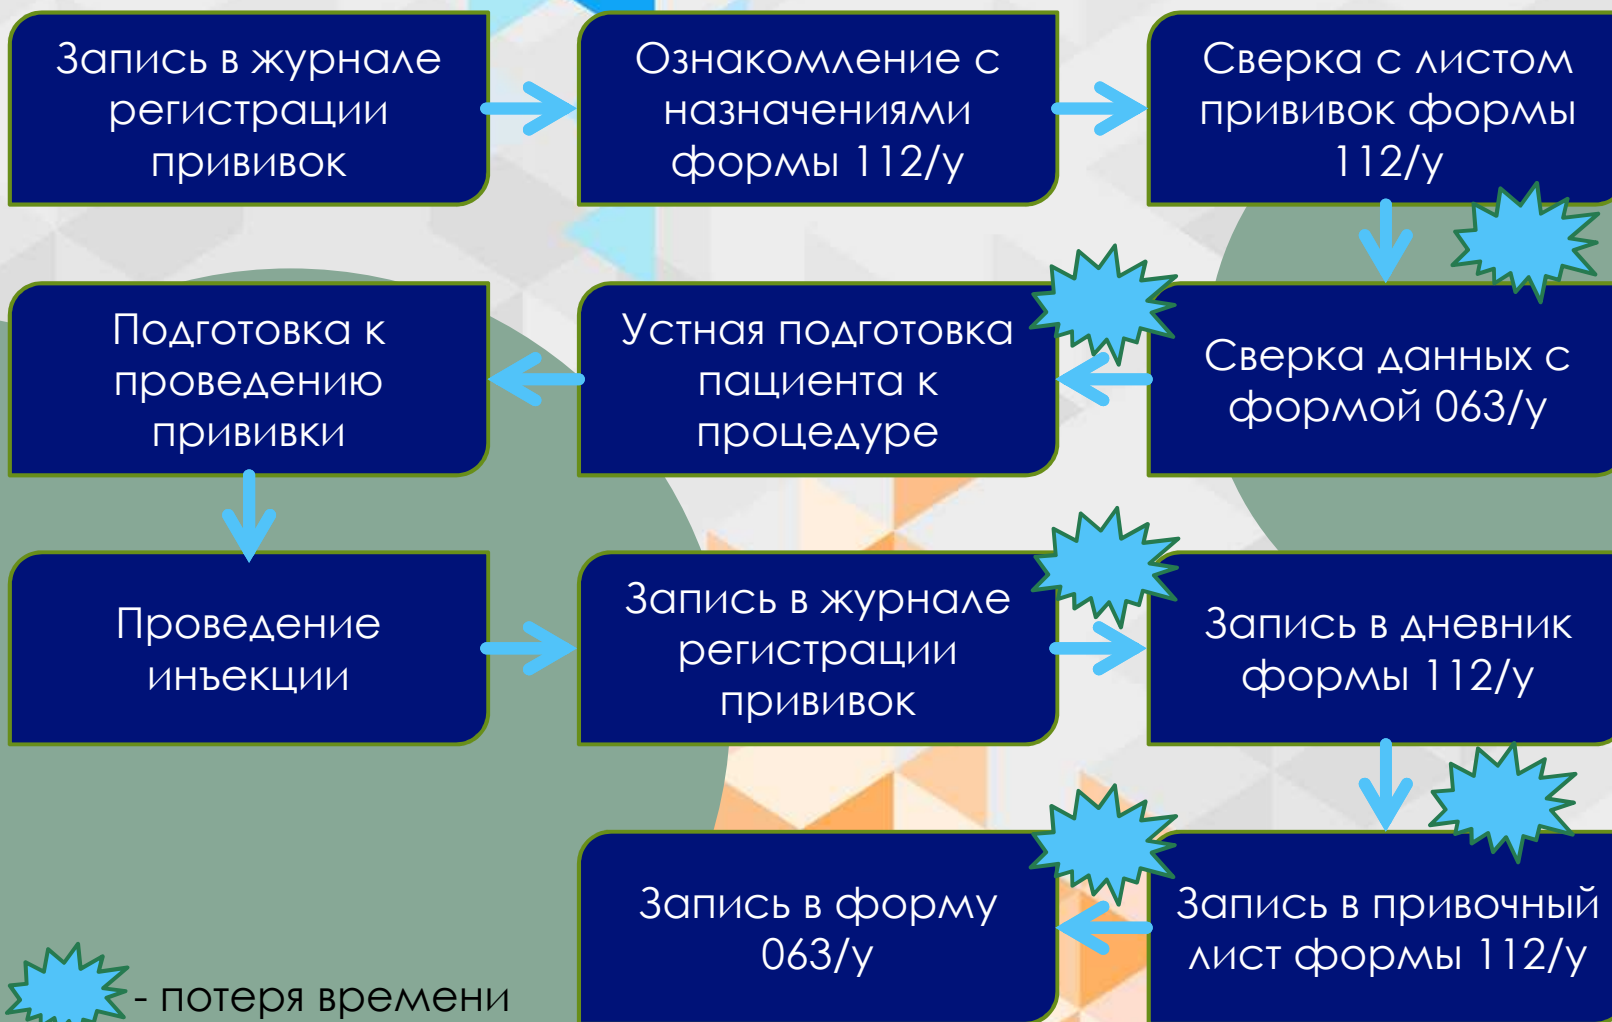 Запись в журнале
регистрации
прививок
Ознакомление с
назначениями
формы 112/у
Сверка с листом
прививок формы
112/у
Сверка данных с
формой 063/у
Устная подготовка
пациента к
процедуре
Подготовка к
проведению
прививки
Проведение
инъекции
Запись в журнале
регистрации
прививок
Запись в дневник
формы 112/у
Запись в привочный
лист формы 112/у
Запись в форму
063/у
- потеря времени